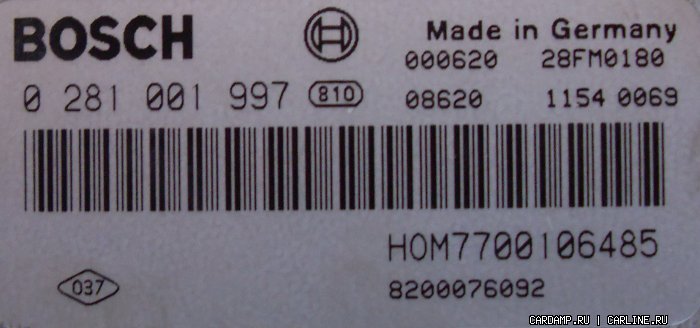 BOSCH
Made in Germany
000620 28FM0180
0 281 001 997 810
08620 1154 0069
HOM7700106485
037
8200076092
CARDAMP.RU | CARLINE.RU